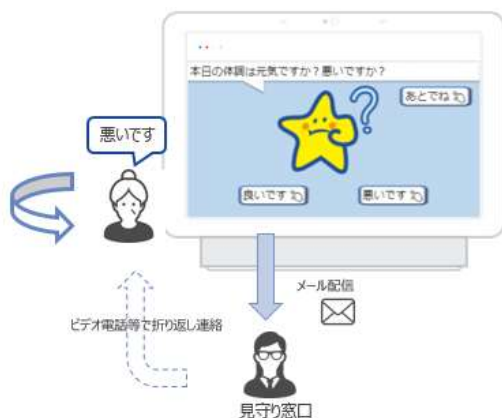 本日の体調は元気ですか？悪いですか？
あとでね
悪いです
良いです
悪いです
メール配信
ビデオ電話等で折り返し連絡
見守り窓口